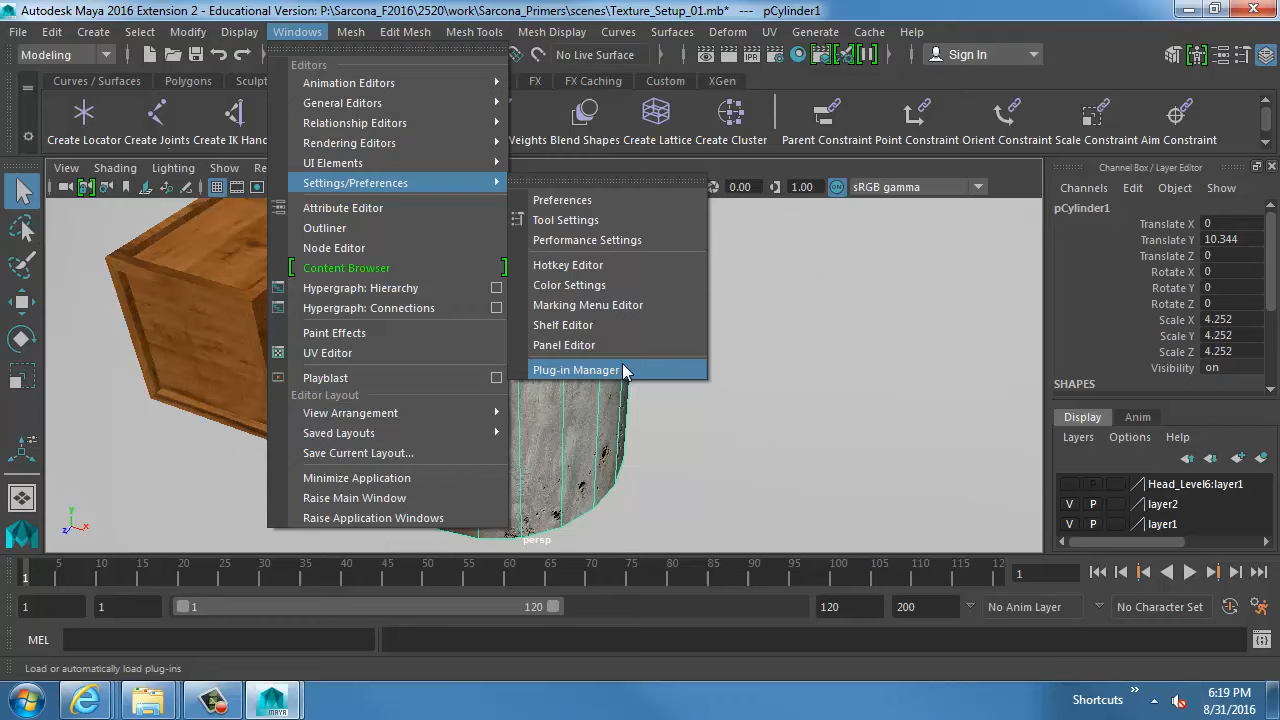 Autodesk Maya 2016 Extension 2 - Educational Version: P:\Sarcona_F2016\2520\work\Sarcona_Primers\scenes\Texture_Setup_01.mb*   ---   pCylinder1
File Edit Create Select Modify Display Windows Mesh Edit Mesh Mesh Tools Mesh Display Curves Surfaces Deform UV Generate Cache Help
Modeling No Live Surface Sign In
Curves / Surfaces Polygons Sculpt FX FX Caching Custom XGen
Create Locator Create Joints Create IK Han Weights Blend Shapes Create Lattice Create Cluster Parent Constraint Point Constraint Orient Constraint Scale Constraint Aim Constraint
View Shading Lighting Show Re
0.00 1.00 sRGB gamma
Editors
Animation Editors
General Editors
Relationship Editors
Rendering Editors
UI Elements
Settings/Preferences
Attribute Editor
Outliner
Node Editor
Content Browser
Hypergraph: Hierarchy
Hypergraph: Connections
Paint Effects
UV Editor
Playblast
Editor Layout
View Arrangement
Saved Layouts
Save Current Layout...
Minimize Application
Raise Main Window
Raise Application Windows
Preferences
Tool Settings
Performance Settings
Hotkey Editor
Color Settings
Marking Menu Editor
Shelf Editor
Panel Editor
Plug-in Manager
Channel Box / Layer Editor
Channels Edit Object Show
pCylinder1
Translate X 0
Translate Y 10.344
Translate Z 0
Rotate X 0
Rotate Y 0
Rotate Z 0
Scale X 4.252
Scale Y 4.252
Scale Z 4.252
Visibility on
SHAPES
Display Anim
Layers Options Help
P Head_Level6:layer1
V P layer2
V P layer1
y
z x
persp
1 5 10 15 20 25 30 35 40 45 50 55 60 65 70 75 80 85 90 95 100 105 110 115 12 1
1 1 1 120 120 200 No Anim Layer No Character Set
MEL
Load or automatically load plug-ins
MAYA
Shortcuts » 6:19 PM
8/31/2016